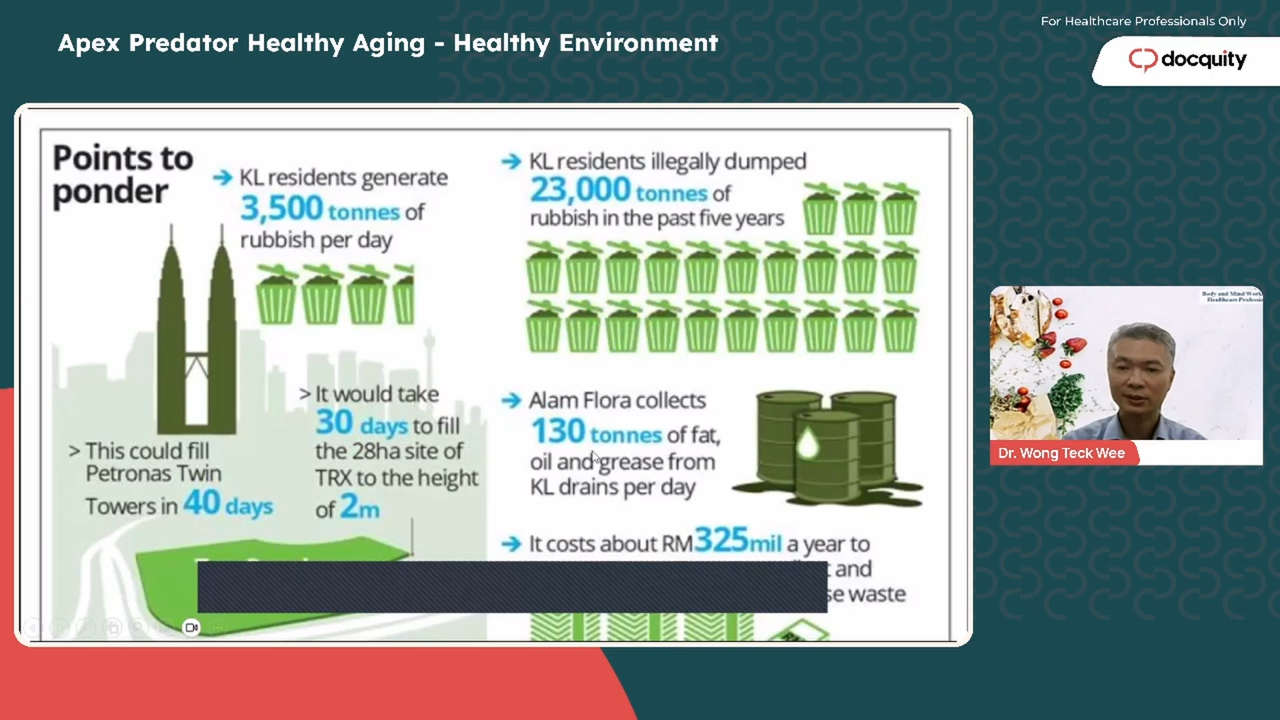 Apex Predator Healthy Aging - Healthy Environment
For Healthcare Professionals Only
docquity
Points to
ponder
→ KL residents generate
3,500 tonnes of
rubbish per day
> This could fill
Petronas Twin
Towers in 40 days
> It would take
30 days to fill
the 28ha site of
TRX to the height
of 2m
→ KL residents illegally dumped
23,000 tonnes of
rubbish in the past five years
→ Alam Flora collects
130 tonnes of fat,
oil and grease from
KL drains per day
→ It costs about RM325mil a year to
and
waste
Body and Mind
Dr. Wong Teck Wee